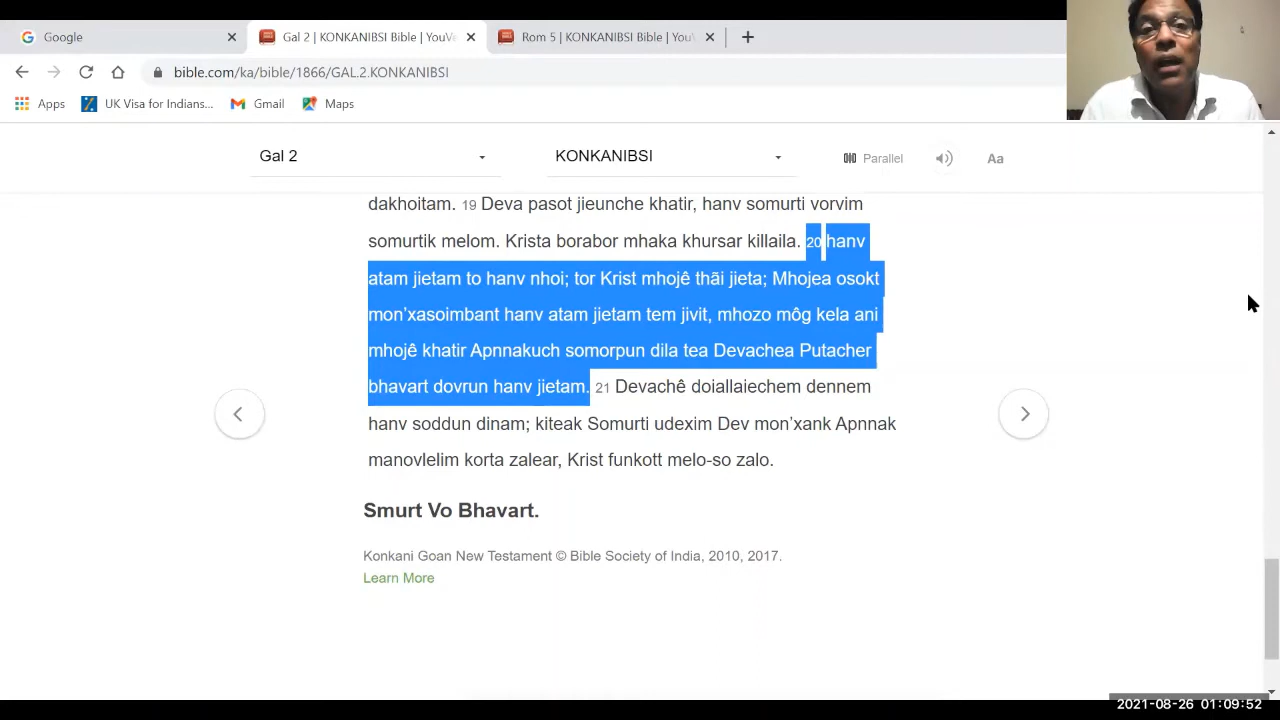 Google
Gal 2 | KONKANIBSI Bible | YouV
Rom 5 | KONKANIBSI Bible | YouV
bible.com/ka/bible/1866/GAL.2.KONKANIBSI
Apps UK Visa for Indians... Gmail Maps
Gal 2 KONKANIBSI Parallel Aa
dakhoitam. 19 Deva pasot jieunche khatir, hanv somurti vorvim
somurtik melom. Krista borabor mhaka khursar killaila. 20 hanv
atam jietam to hanv nhoi; tor Krist mhojê thãi jieta; Mhojea osokt
mon’xasoimbant hanv atam jietam tem jivit, mhozo môg kela ani
mhojê khatir Apnnakuch somorpun dila tea Devachea Putacher
bhavart dovrun hanv jietam. 21 Devachê doiallaiechem dennem
hanv soddun dinam; kiteak Somurti udexim Dev mon’xank Apnnak
manovlelim korta zalear, Krist funkott melo-so zalo.
Smurt Vo Bhavart.
Konkani Goan New Testament © Bible Society of India, 2010, 2017.
Learn More
2021-08-26 01:09:52